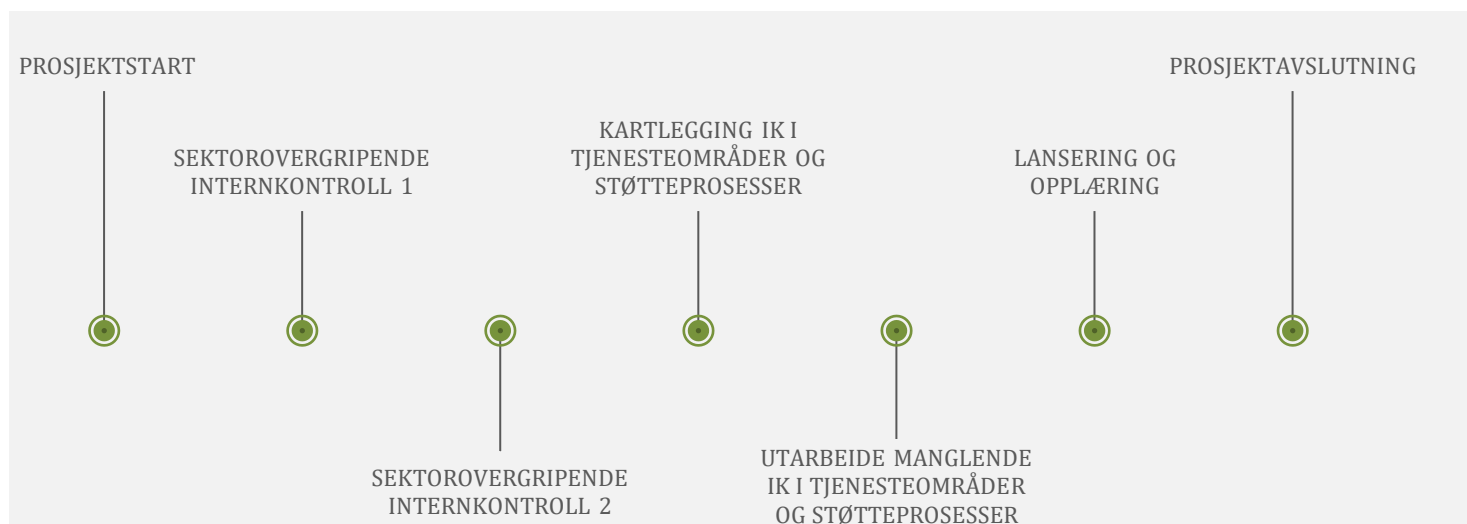 PROSJEKTSTART
SEKTOROVERGRIPENDE
INTERNKONTROLL 1
SEKTOROVERGRIPENDE
INTERNKONTROLL 2
KARTLEGGING IK I
TJENESTEOMRÅDER OG
STØTTEPROSESSER
UTARBEIDE MANGLENDE
IK I TJENESTEOMRÅDER
OG STØTTEPROSESSER
LANSERING OG
OPPLÆRING
PROSJEKTAVSLUTNING